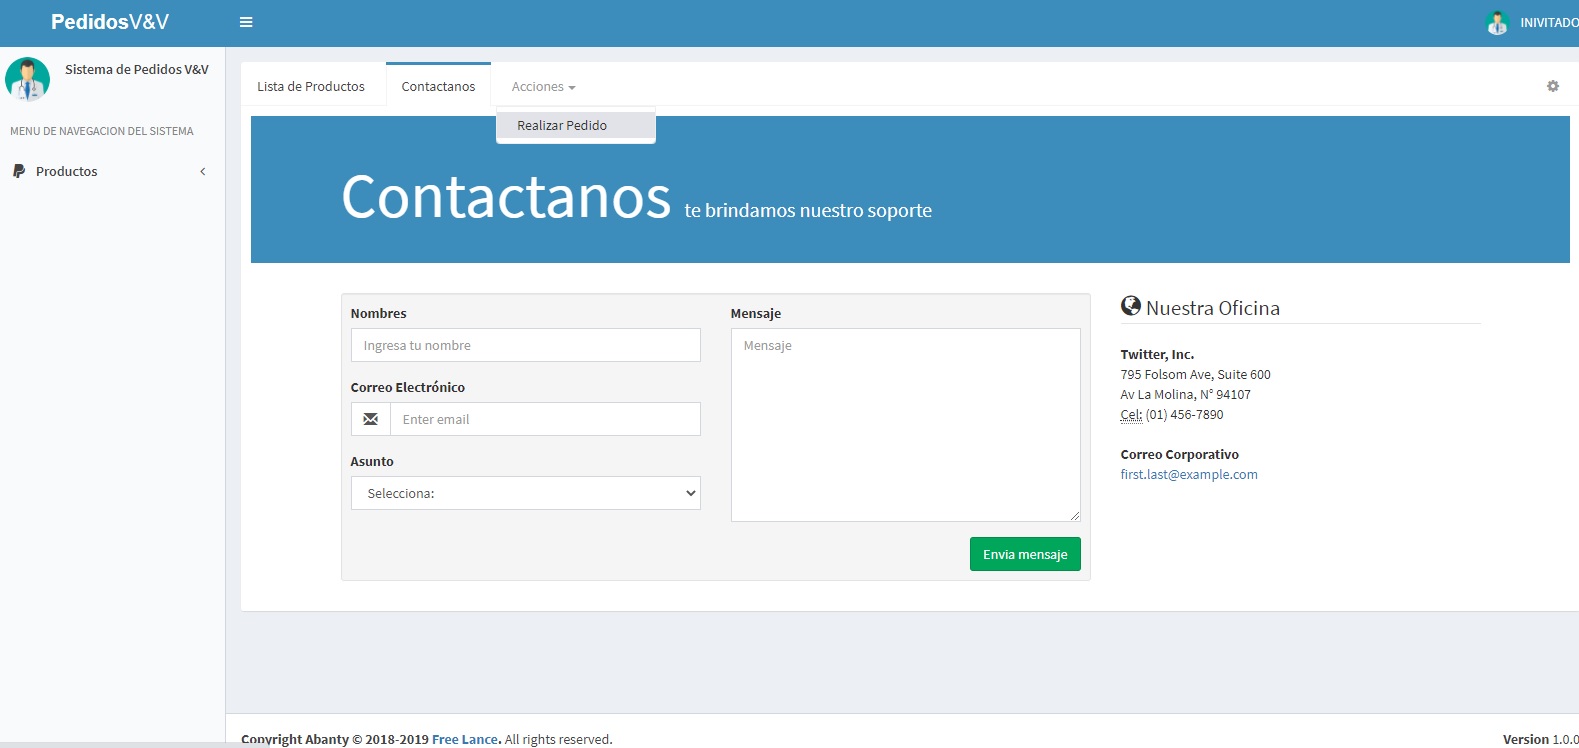 PedidosV&V
INIVITADO
Sistema de Pedidos V&V
MENU DE NAVEGACION DEL SISTEMA
Productos
Lista de Productos
Contactanos
Acciones
Realizar Pedido
Contactanos te brindamos nuestro soporte
Nombres
Ingresa tu nombre
Correo Electrónico
Enter email
Asunto
Selecciona:
Mensaje
Mensaje
Envia mensaje
Nuestra Oficina
Twitter, Inc.
795 Folsom Ave, Suite 600
Av La Molina, N° 94107
Cel: (01) 456-7890
Correo Corporativo
first.last@example.com
Copyright Abanty © 2018-2019 Free Lance. All rights reserved.
Version 1.0.0